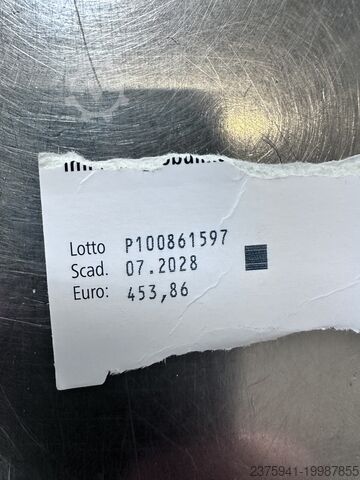 Lotto P100861597
Scad. 07.2028
Euro: 453,86
2375941-19987855